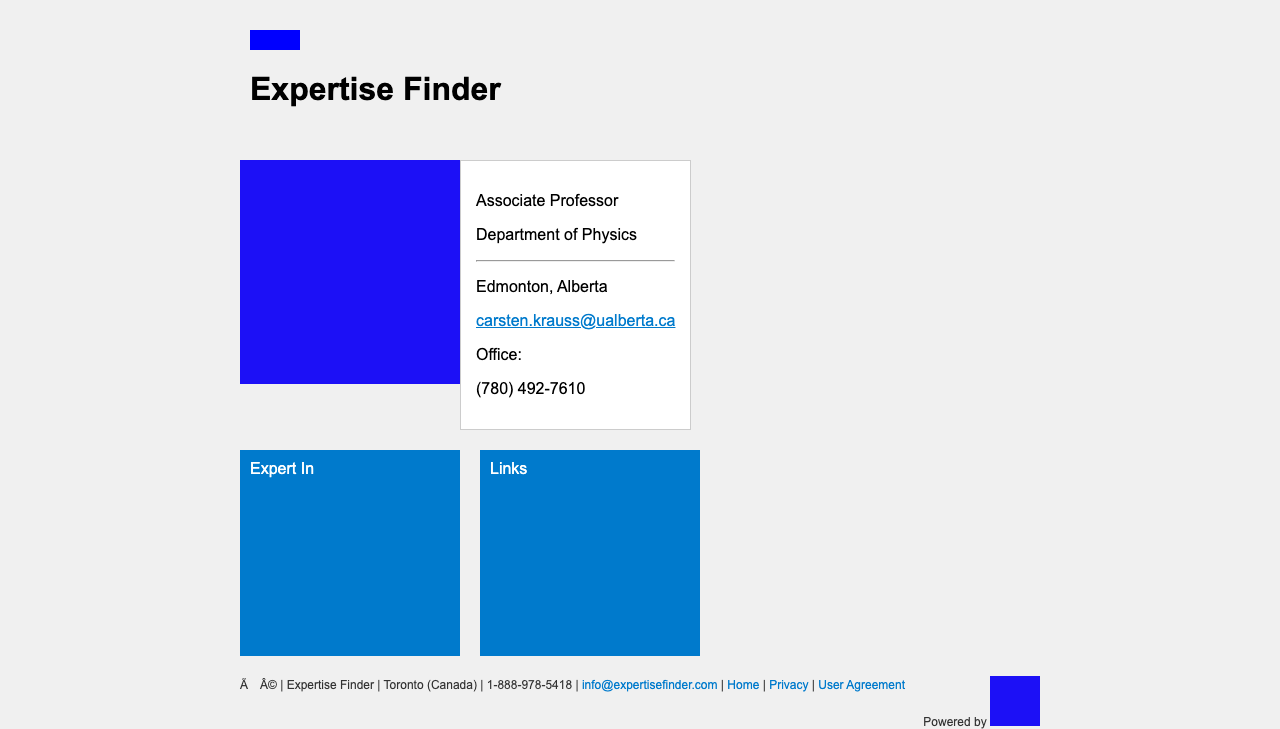 Expertise Finder
Associate Professor
Department of Physics
Edmonton, Alberta
carsten.krauss@ualberta.ca
Office:
(780) 492-7610
Expert In
Links
Ã Â© | Expertise Finder | Toronto (Canada) | 1-888-978-5418 | info@expertisefinder.com | Home | Privacy | User Agreement
Powered by